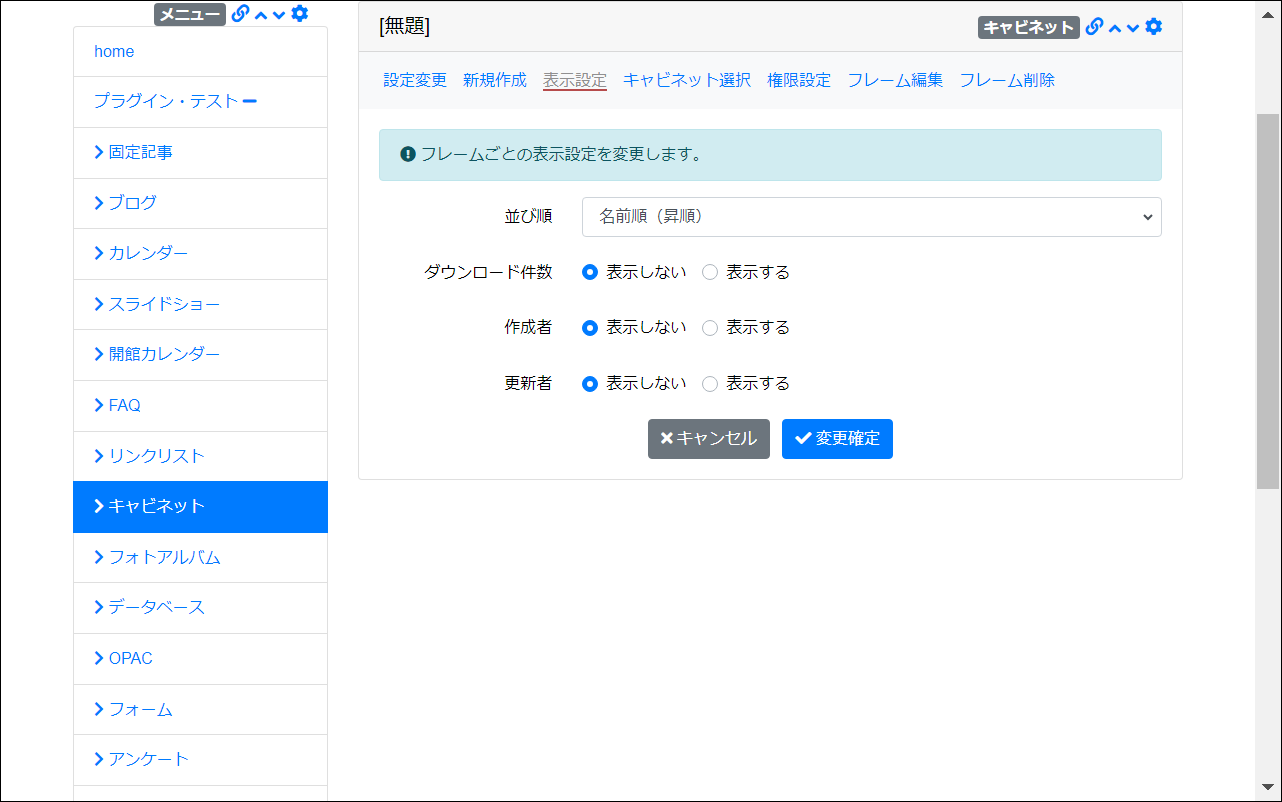 メニュー
home
プラグイン・テスト
固定記事
ブログ
カレンダー
スライドショー
開館カレンダー
FAQ
リンクリスト
キャビネット
フォトアルバム
データベース
OPAC
フォーム
アンケート
[無題]
キャビネット
設定変更 新規作成 表示設定 キャビネット選択 権限設定 フレーム編集 フレーム削除
フレームごとの表示設定を変更します。
並び順 名前順（昇順）
ダウンロード件数 表示しない 表示する
作成者 表示しない 表示する
更新者 表示しない 表示する
キャンセル 変更確定